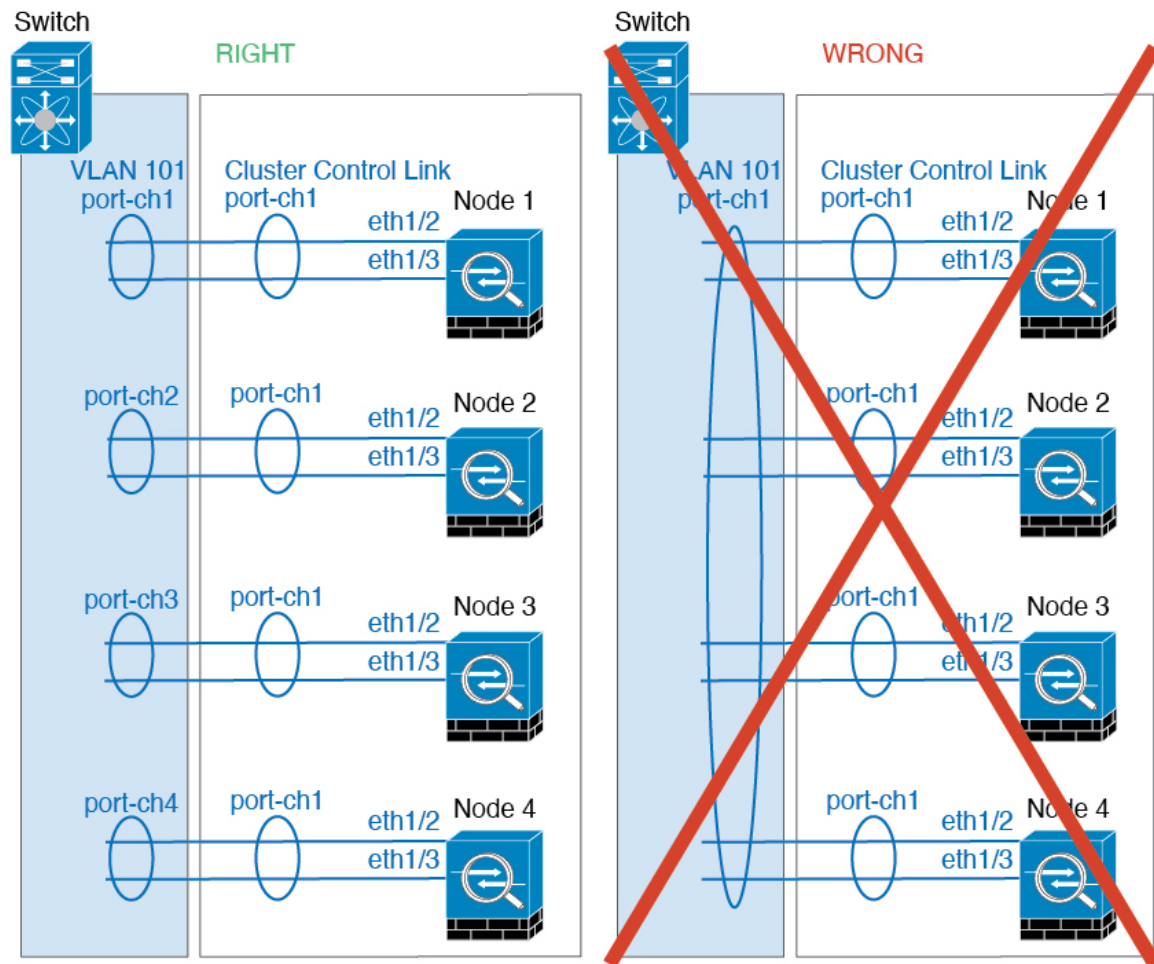 Switch
RIGHT
VLAN 101
port-ch1
Cluster Control Link
port-ch1
eth1/2
eth1/3
Node 1
port-ch2
port-ch1
eth1/2
eth1/3
Node 2
port-ch3
port-ch1
eth1/2
eth1/3
Node 3
port-ch4
port-ch1
eth1/2
eth1/3
Node 4
Switch
WRONG
VLAN 101
port-ch1
Cluster Control Link
port-ch1
eth1/2
eth1/3
Node 1
port-ch1
eth1/2
eth1/3
Node 2
port-ch1
eth1/2
eth1/3
Node 3
port-ch1
eth1/2
eth1/3
Node 4